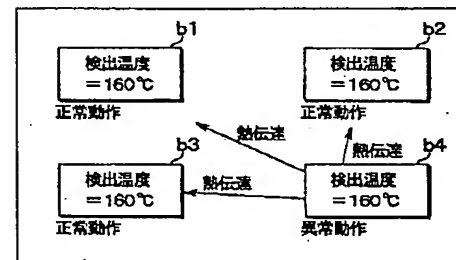 b1
検出温度
=160℃
正常動作
b2
検出温度
=160℃
正常動作
熱伝達
熱伝達
b3
検出温度
=160℃
正常動作
熱伝達
b4
検出温度
=160℃
異常動作